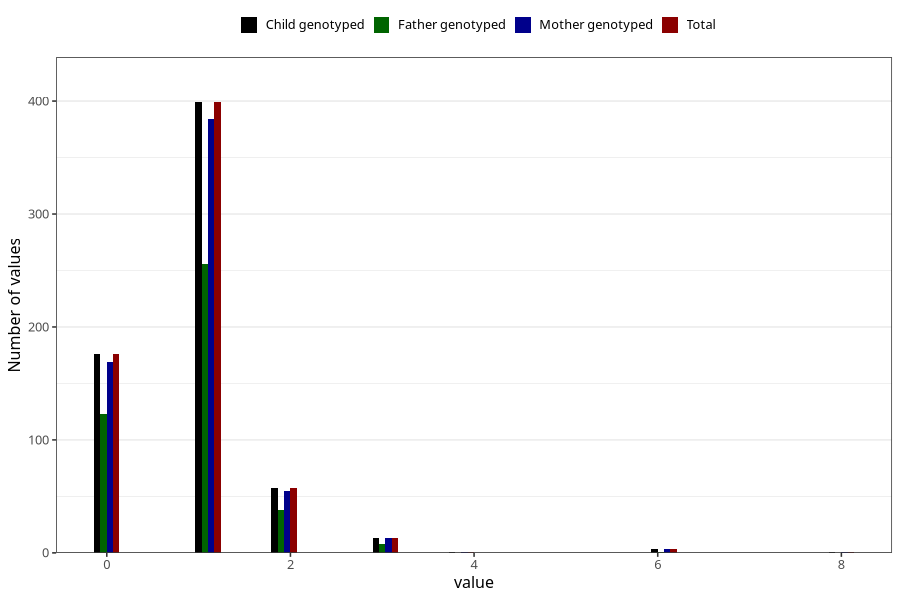 Child genotyped Father genotyped Mother genotyped Total
Number of values
400
300
200
100
0
0 2 4 6 8
value